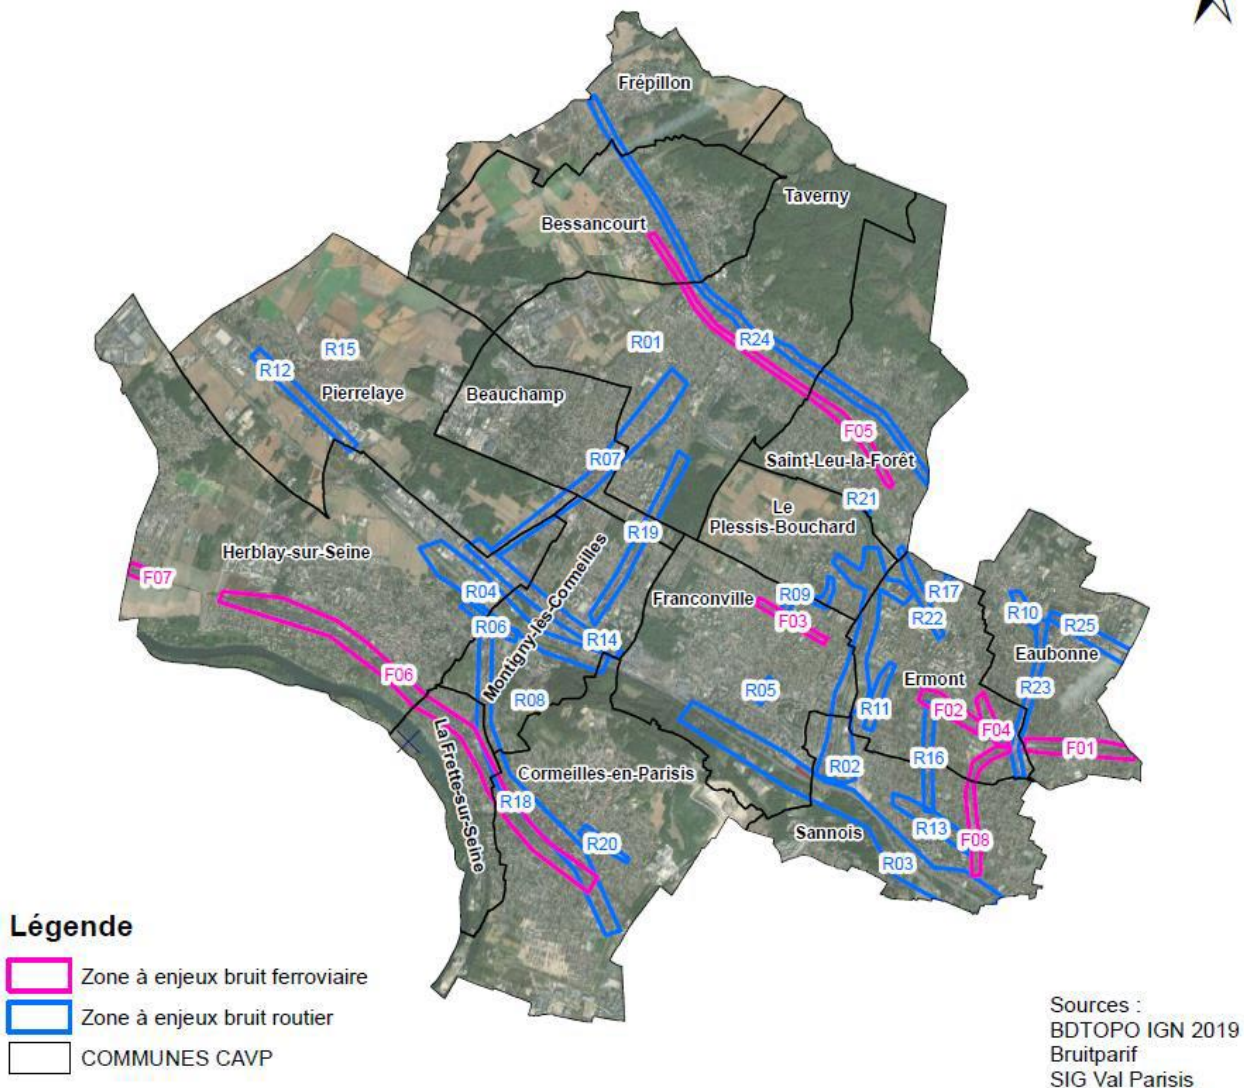 Frépillon
Taverny
Bessancourt
R01
R24
R15
R12
Pierrelaye
Beauchamp
F05
R07
Saint-Leu-la-Forêt
R21
Le
Plessis-Bouchard
R19
Herblay-sur-Seine
F07
Montigny-lès-Cormeilles
R04
R06
R14
Franconville
R09
F03
R17
R22
R10
R25
Eaubonne
Ermont
R23
F06
R08
R05
R11
F02
F04
F01
R16
La Frette-sur-Seine
Cormeilles-en-Parisis
R02
R18
Sannois
R13
F08
R20
R03
Légende
Zone à enjeux bruit ferroviaire
Zone à enjeux bruit routier
COMMUNES CAVP
Sources :
BDTOPO IGN 2019
Bruitparif
SIG Val Parisis